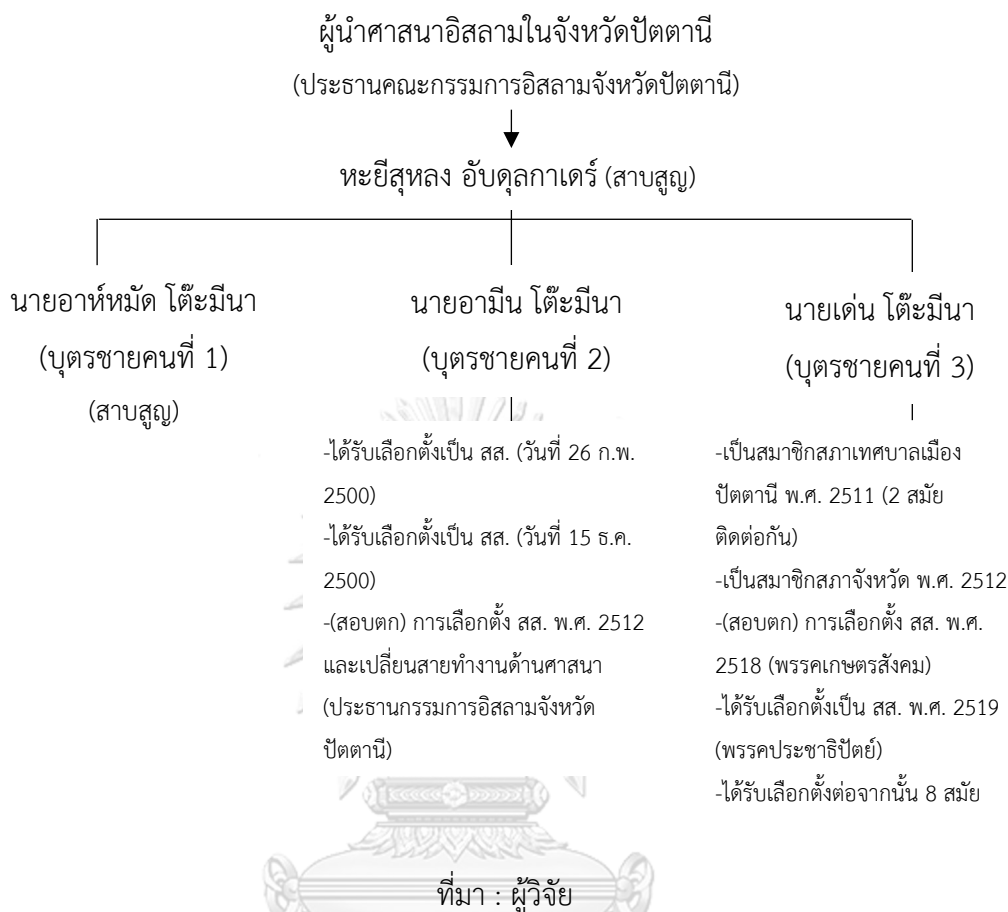 ผู้นำศาสนาอิสลามในจังหวัดปัตตานี
(ประธานคณะกรรมการอิสลามจังหวัดปัตตานี)
หะยีสุหลง อับดุลกาเดร์ (สาบสูญ)
นายอาห์หมัด โต๊ะมีนา
(บุตรชายคนที่ 1)
(สาบสูญ)
นายอามีน โต๊ะมีนา
(บุตรชายคนที่ 2)
-ได้รับเลือกตั้งเป็น สส. (วันที่ 26 ก.พ.
2500)
-ได้รับเลือกตั้งเป็น สส. (วันที่ 15 ธ.ค.
2500)
-(สอบตก) การเลือกตั้ง สส. พ.ศ. 2512
และเปลี่ยนสายทำงานด้านศาสนา
(ประธานกรรมการอิสลามจังหวัด
ปัตตานี)
นายเด่น โต๊ะมีนา
(บุตรชายคนที่ 3)
-เป็นสมาชิกสภาเทศบาลเมือง
ปัตตานี พ.ศ. 2511 (2 สมัย
ติดต่อกัน)
-เป็นสมาชิกสภาจังหวัด พ.ศ. 2512
-(สอบตก) การเลือกตั้ง สส. พ.ศ.
2518 (พรรคเกษตรสังคม)
-ได้รับเลือกตั้งเป็น สส. พ.ศ. 2519
(พรรคประชาธิปัตย์)
-ได้รับเลือกตั้งต่อจากนั้น 8 สมัย
ที่มา : ผู้วิจัย